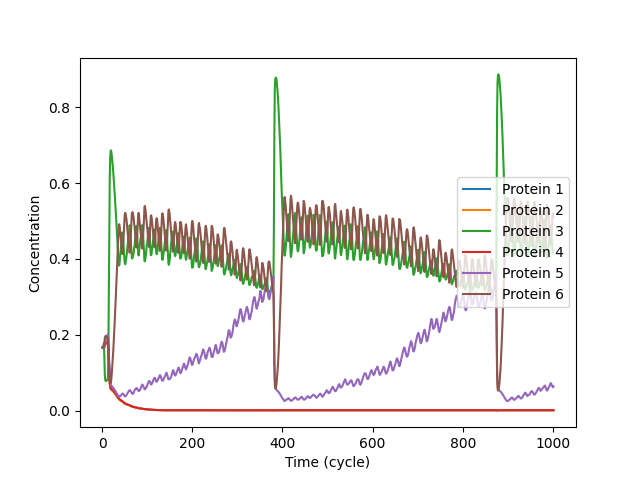 0.8
0.6
0.4
0.2
0.0
Concentration
0
200
400
600
800
1000
Time (cycle)
Protein 1
Protein 2
Protein 3
Protein 4
Protein 5
Protein 6